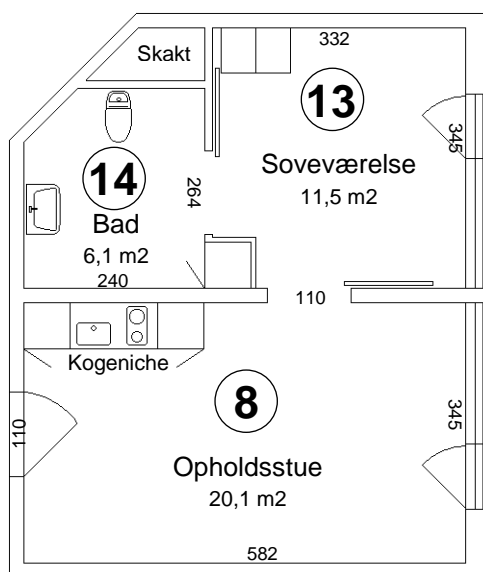 Skakt
332
13
345
Soveværelse
11,5 m2
14
264
Bad
6,1 m2
240
110
Kogeniche
8
345
110
Opholdsstue
20,1 m2
582